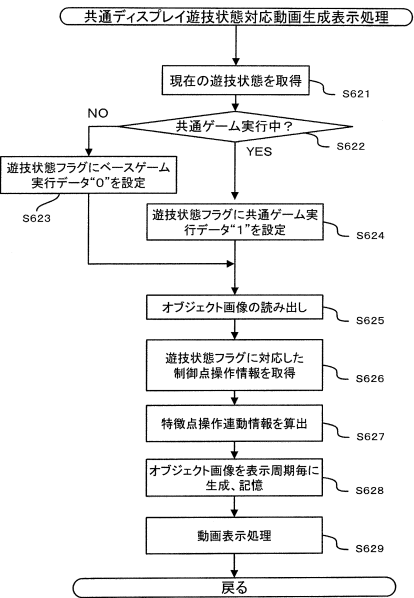 共通ディスプレイ遊技状態対応動画生成表示処理
現在の遊技状態を取得
S621
NO
共通ゲーム実行中？
S622
YES
遊技状態フラグにベースゲーム
実行データ“0”を設定
S623
遊技状態フラグに共通ゲーム実
行データ“1”を設定
S624
オブジェクト画像の読み出し
S625
遊技状態フラグに対応した
制御点操作情報を取得
S626
特徴点操作連動情報を算出
S627
オブジェクト画像を表示周期毎に
生成、記憶
S628
動画表示処理
S629
戻る